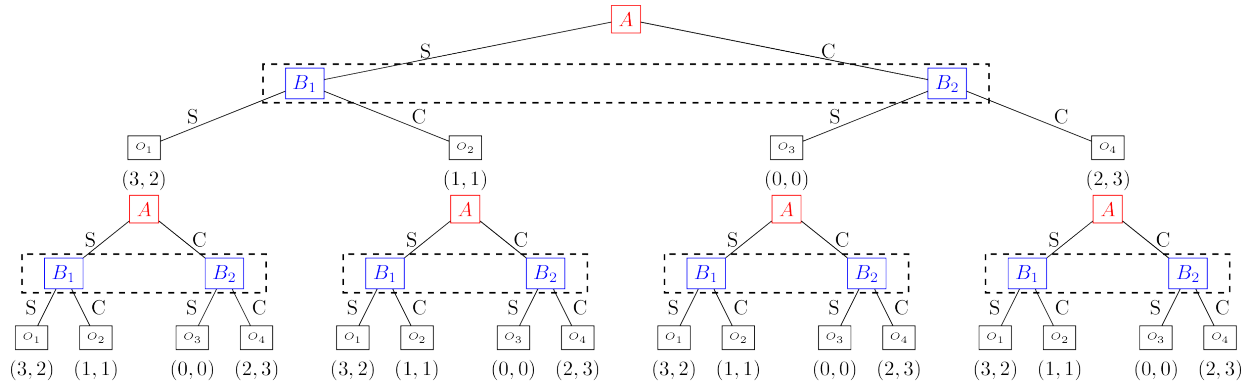 A
S C
B₁ B₂
S C S C
O₁ O₂ O₃ O₄
(3, 2) (1, 1) (0, 0) (2, 3)
A A A A
S C S C S C S C
B₁ B₂ B₁ B₂ B₁ B₂ B₁ B₂
S C S C S C S C S C S C S C S C
O₁ O₂ O₃ O₄ O₁ O₂ O₃ O₄ O₁ O₂ O₃ O₄ O₁ O₂ O₃ O₄
(3, 2) (1, 1) (0, 0) (2, 3) (3, 2) (1, 1) (0, 0) (2, 3) (3, 2) (1, 1) (0, 0) (2, 3) (3, 2) (1, 1) (0, 0) (2, 3)